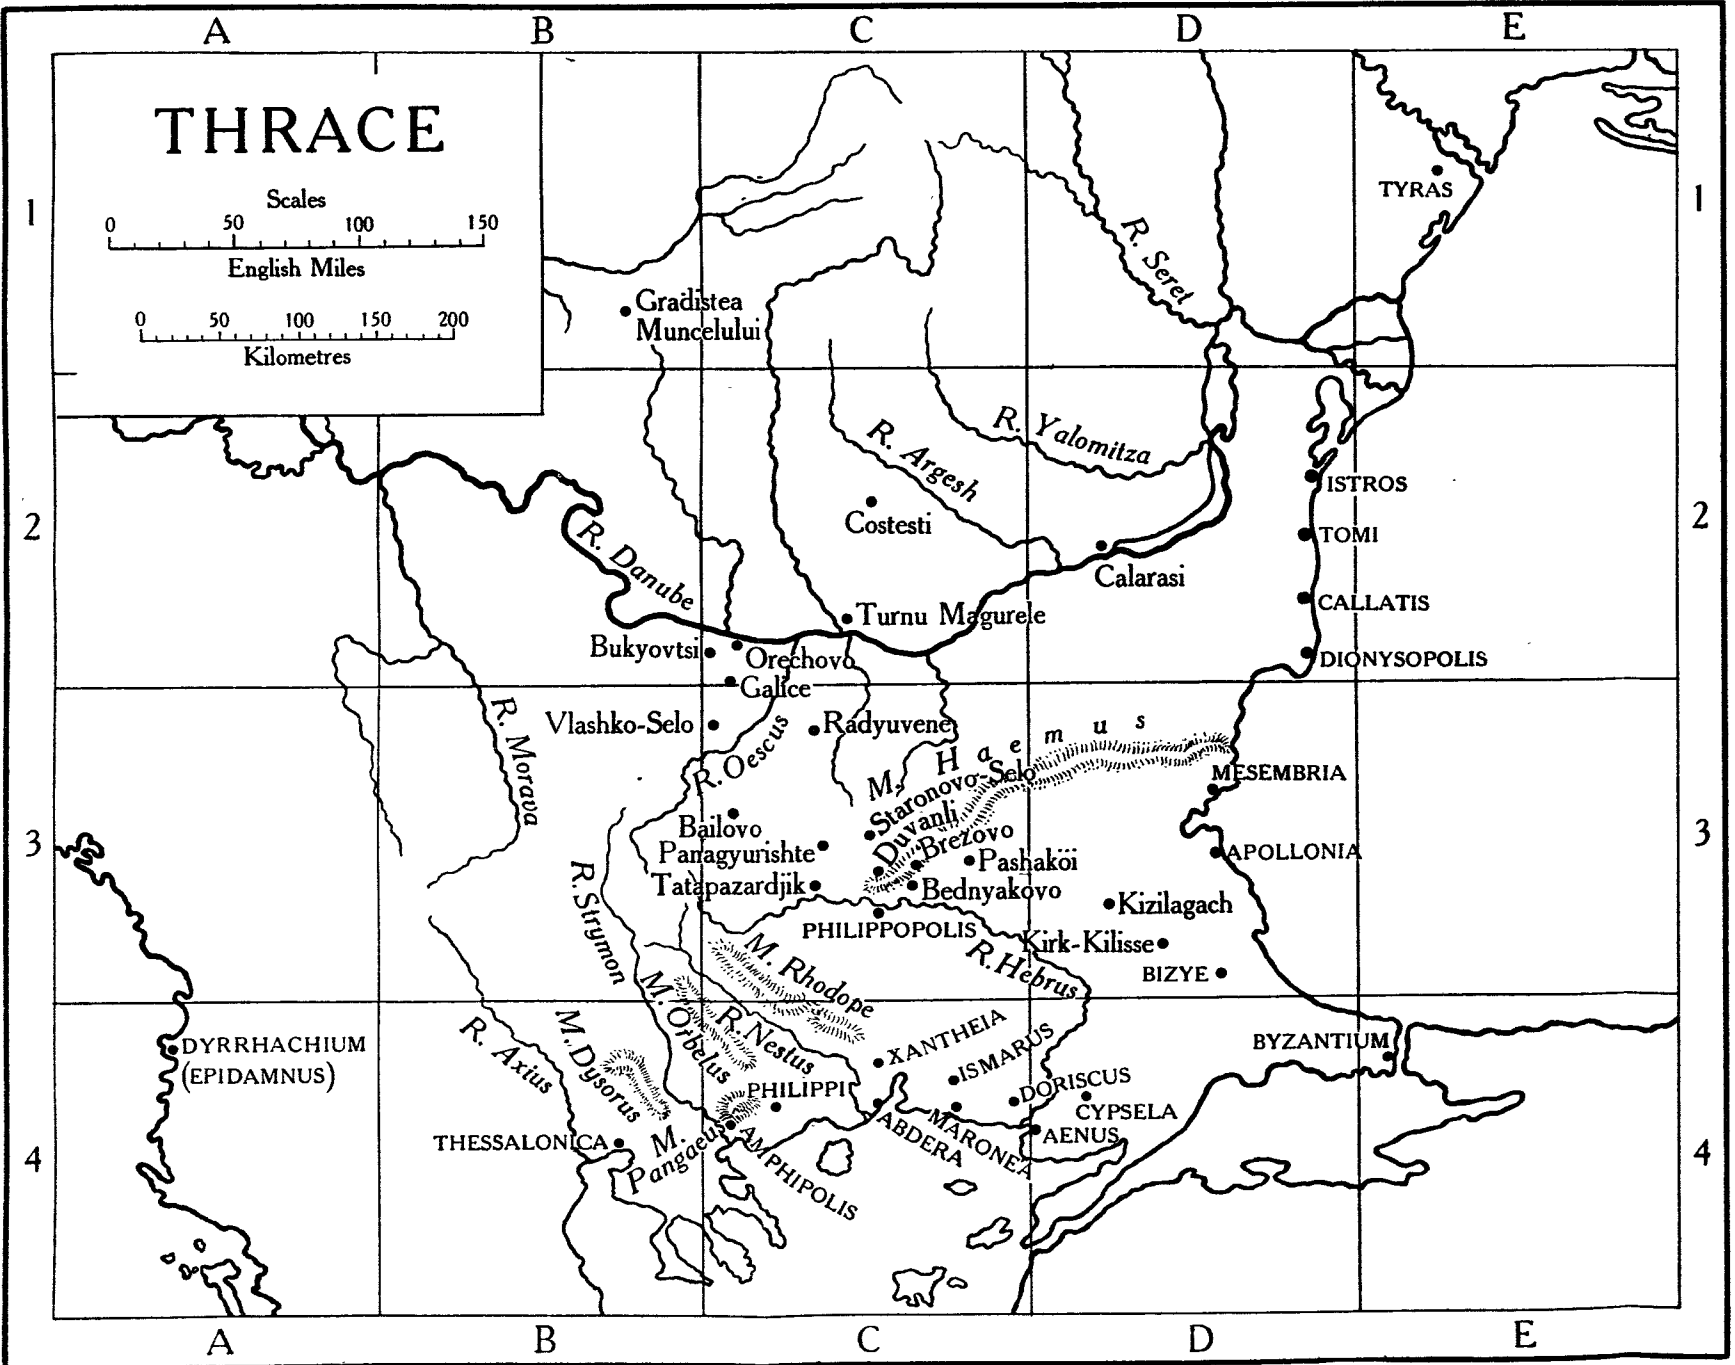 A B C D E
THRACE
Scales
0 50 100 150
English Miles
0 50 100 150 200
Kilometres
1 1
TYRAS
R. Seret
Gradistea
Muncelului
R. Yalomitza
R. Argesh
ISTROS
2 2
Costesti
TOMI
R. Danube
Calarasi
CALLATIS
Turnu Magurele
Bukyovtsi
Orechovo
DIONYSOPOLIS
Galice
R. Morava
Vlashko-Selo
Radyuvene
R. Oescus
M. Haemus
Staronovo-Selo
MESEMBRIA
Duvanli
Bailovo
Brezovo
3 3
Panagyurishte
Pashaköi
APOLLONIA
Tatapazardjik
Bednyakovo
R. Strymon
Kizilagach
PHILIPPOPOLIS
Kirk-Kilisse
R. Hebrus
M. Rhodope
BIZYE
M. Orbelus
R. Nestus
R. Axius
M. Dysorus
XANTHEIA
ISMARUS
BYZANTIUM
DYRRHACHIUM
(EPIDAMNUS)
PHILIPPI
DORISCUS
CYPSELA
ABDERA
MARONEA
AENUS
THESSALONICA
M.
Pangaeus
AMPHIPOLIS
4 4
A B C D E